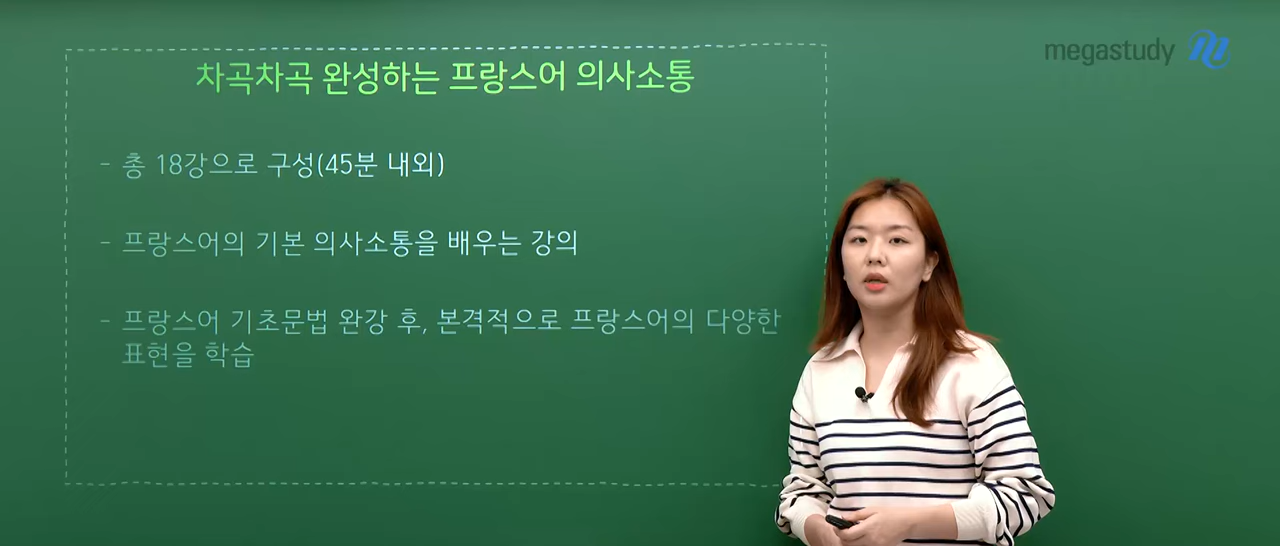 megastudy
차곡차곡 완성하는 프랑스어 의사소통
- 총 18강으로 구성(45분 내외)
- 프랑스어의 기본 의사소통을 배우는 강의
- 프랑스어 기초문법 완강 후, 본격적으로 프랑스어의 다양한
표현을 학습